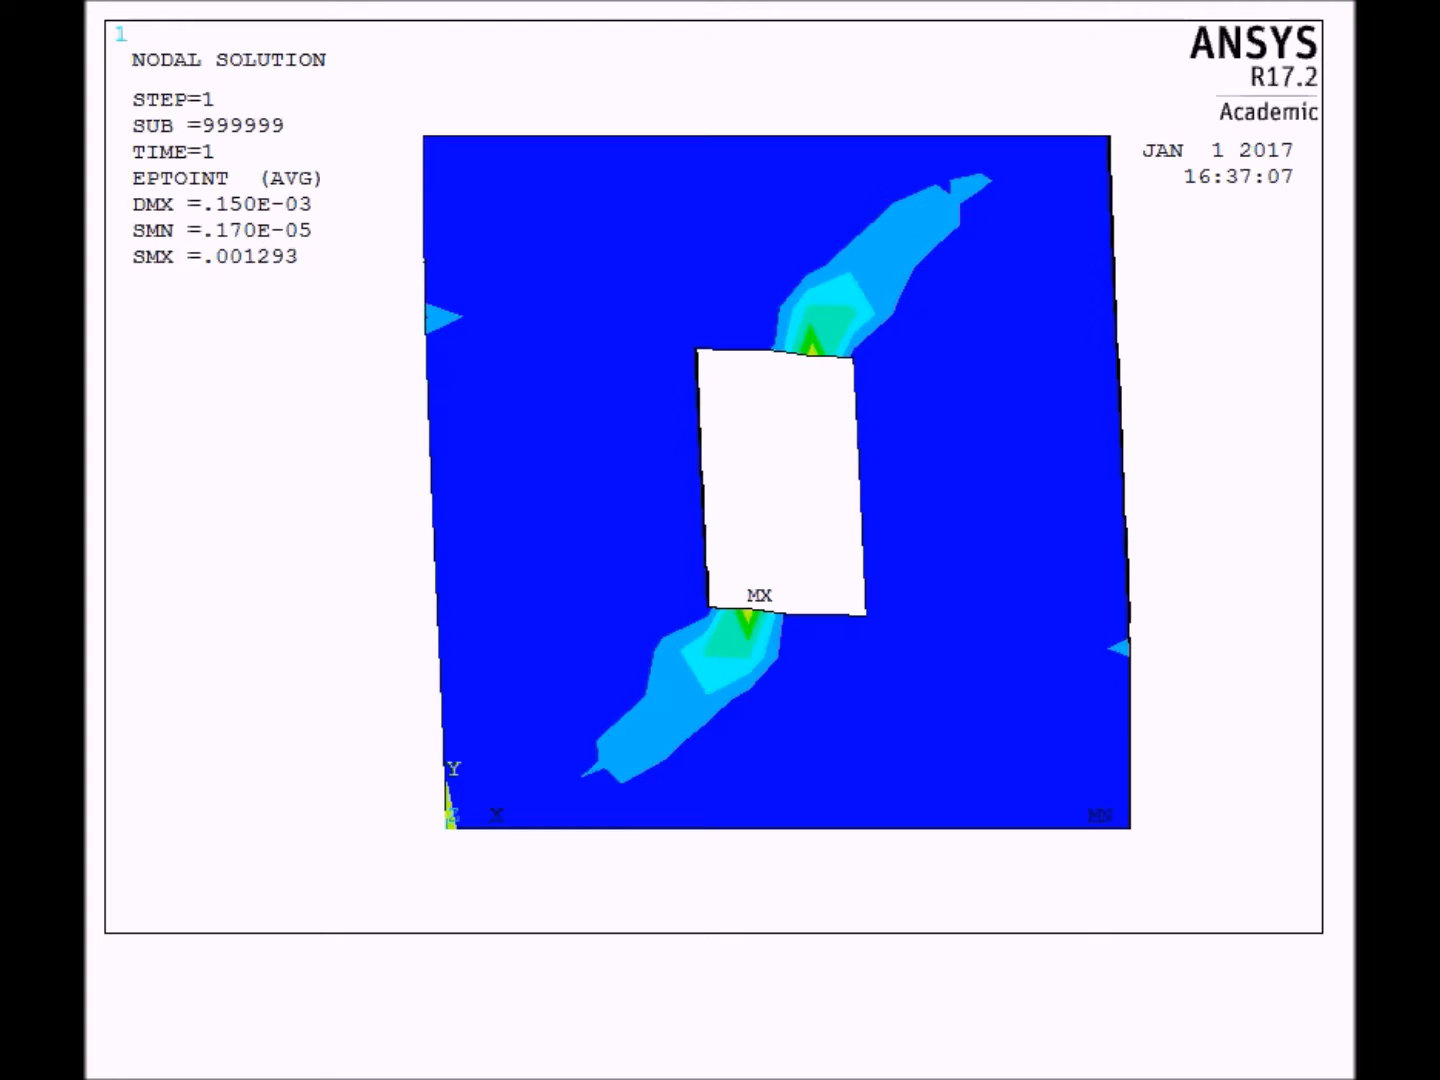 1
NODAL SOLUTION
STEP=1
SUB =999999
TIME=1
EPTOINT (AVG)
DMX =.150E-03
SMN =.170E-05
SMX =.001293
ANSYS
R17.2
Academic
JAN 1 2017
16:37:07
MX
Y
Z
X
MN